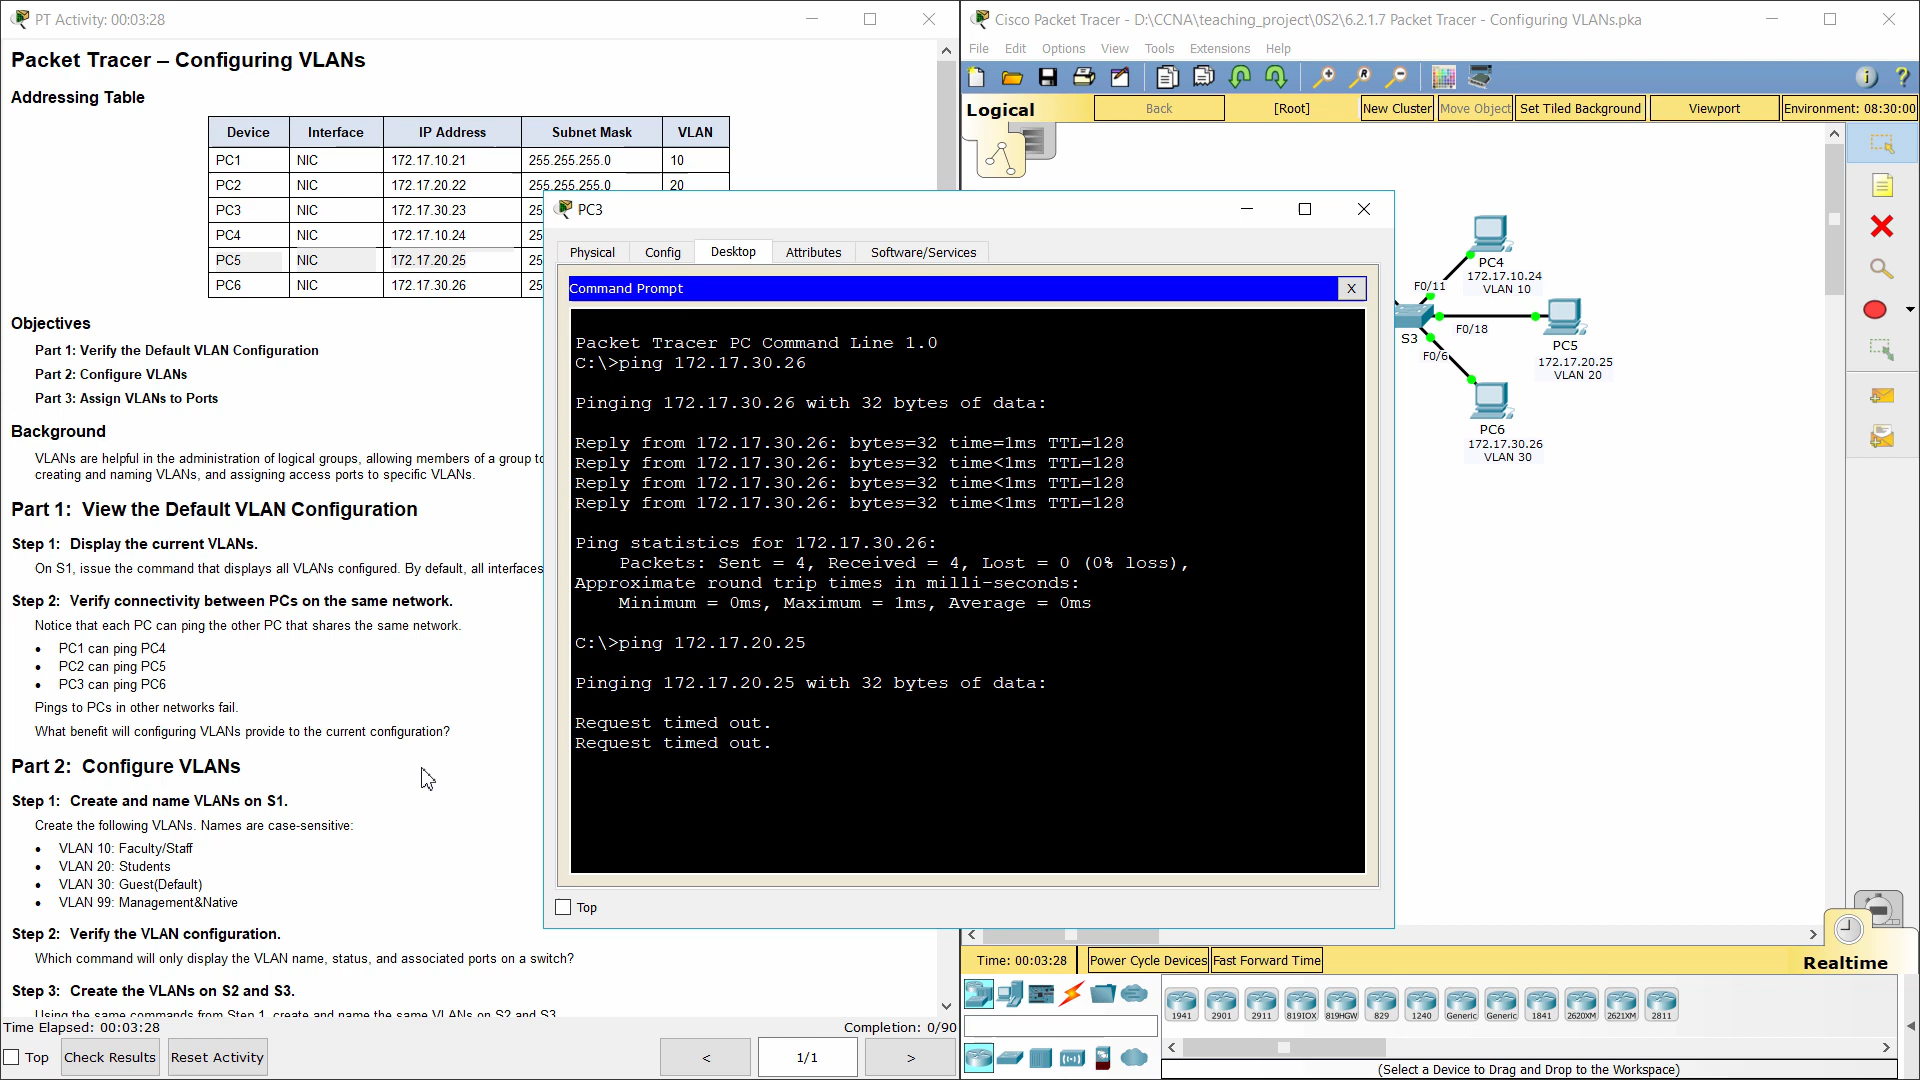 PT Activity: 00:03:28
Packet Tracer – Configuring VLANs
Addressing Table
Device Interface IP Address Subnet Mask VLAN
PC1 NIC 172.17.10.21 255.255.255.0 10
PC2 NIC 172.17.20.22 255.255.255.0 20
PC3 NIC 172.17.30.23 25
PC4 NIC 172.17.10.24 25
PC5 NIC 172.17.20.25 25
PC6 NIC 172.17.30.26 25
Objectives
Part 1: Verify the Default VLAN Configuration
Part 2: Configure VLANs
Part 3: Assign VLANs to Ports
Background
VLANs are helpful in the administration of logical groups, allowing members of a group to
creating and naming VLANs, and assigning access ports to specific VLANs.
Part 1: View the Default VLAN Configuration
Step 1: Display the current VLANs.
On S1, issue the command that displays all VLANs configured. By default, all interfaces
Step 2: Verify connectivity between PCs on the same network.
Notice that each PC can ping the other PC that shares the same network.
• PC1 can ping PC4
• PC2 can ping PC5
• PC3 can ping PC6
Pings to PCs in other networks fail.
What benefit will configuring VLANs provide to the current configuration?
Part 2: Configure VLANs
Step 1: Create and name VLANs on S1.
Create the following VLANs. Names are case-sensitive:
• VLAN 10: Faculty/Staff
• VLAN 20: Students
• VLAN 30: Guest(Default)
• VLAN 99: Management&Native
Step 2: Verify the VLAN configuration.
Which command will only display the VLAN name, status, and associated ports on a switch?
Step 3: Create the VLANs on S2 and S3.
Using the same commands from Step 1, create and name the same VLANs on S2 and S3.
Time Elapsed: 00:03:28 Completion: 0/90
Top Check Results Reset Activity < 1/1 >
PC3
Physical Config Desktop Attributes Software/Services
Command Prompt X
Packet Tracer PC Command Line 1.0
C:\>ping 172.17.30.26
Pinging 172.17.30.26 with 32 bytes of data:
Reply from 172.17.30.26: bytes=32 time=1ms TTL=128
Reply from 172.17.30.26: bytes=32 time<1ms TTL=128
Reply from 172.17.30.26: bytes=32 time<1ms TTL=128
Reply from 172.17.30.26: bytes=32 time<1ms TTL=128
Ping statistics for 172.17.30.26:
Packets: Sent = 4, Received = 4, Lost = 0 (0% loss),
Approximate round trip times in milli-seconds:
Minimum = 0ms, Maximum = 1ms, Average = 0ms
C:\>ping 172.17.20.25
Pinging 172.17.20.25 with 32 bytes of data:
Request timed out.
Request timed out.
Top
Cisco Packet Tracer - D:\CCNA\teaching_project\0S2\6.2.1.7 Packet Tracer - Configuring VLANs.pka
File Edit Options View Tools Extensions Help
Logical Back [Root] New Cluster Move Object Set Tiled Background Viewport Environment: 08:30:00
PC4
172.17.10.24
VLAN 10
F0/11
S3
F0/18
PC5
172.17.20.25
VLAN 20
F0/6
PC6
172.17.30.26
VLAN 30
Time: 00:03:28 Power Cycle Devices Fast Forward Time Realtime
1941 2901 2911 819IOX 819HGW 829 1240 Generic Generic 1841 2620XM 2621XM 2811
(Select a Device to Drag and Drop to the Workspace)